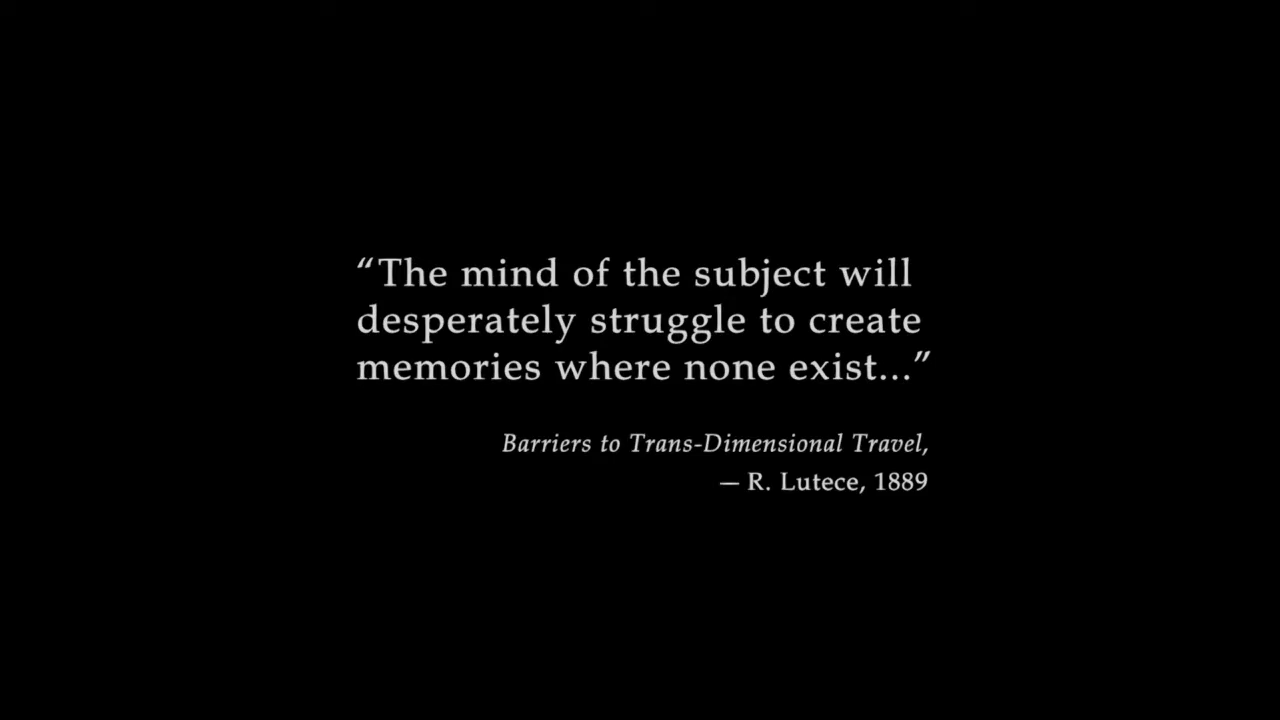 “The mind of the subject will
desperately struggle to create
memories where none exist...”
Barriers to Trans-Dimensional Travel,
— R. Lutece, 1889